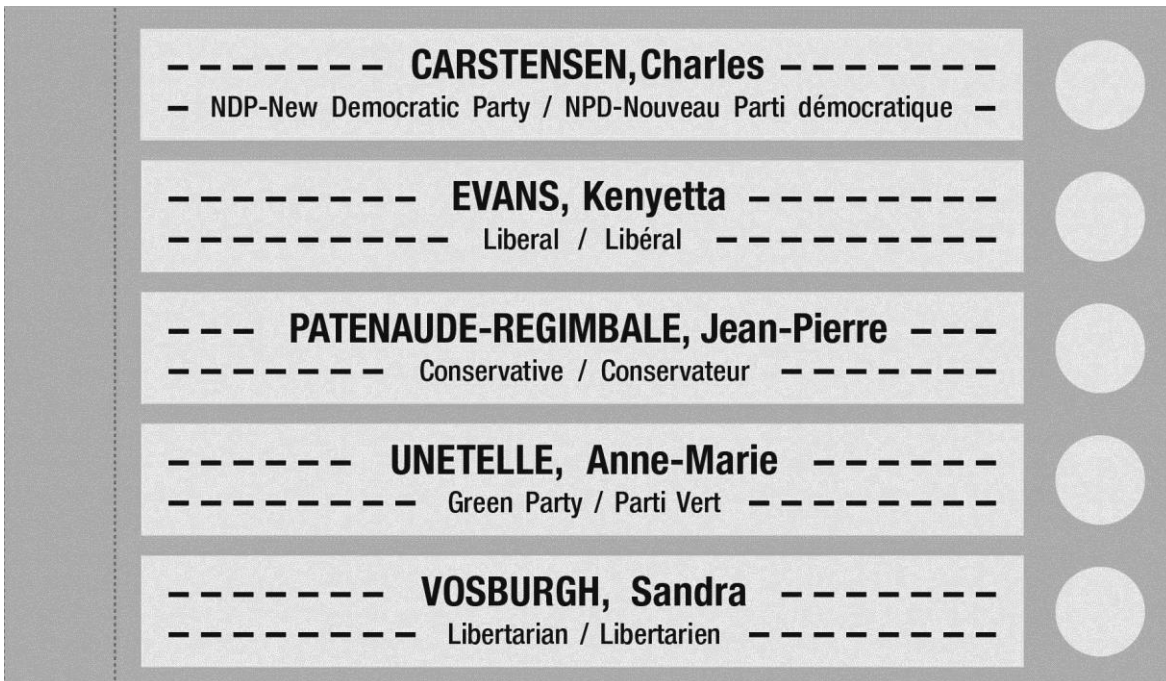 CARSTENSEN, Charles
NDP-New Democratic Party / NPD-Nouveau Parti démocratique
EVANS, Kenyetta
Liberal / Libéral
PATENAUDE-REGIMBALE, Jean-Pierre
Conservative / Conservateur
UNETELLE, Anne-Marie
Green Party / Parti Vert
VOSBURGH, Sandra
Libertarian / Libertarien